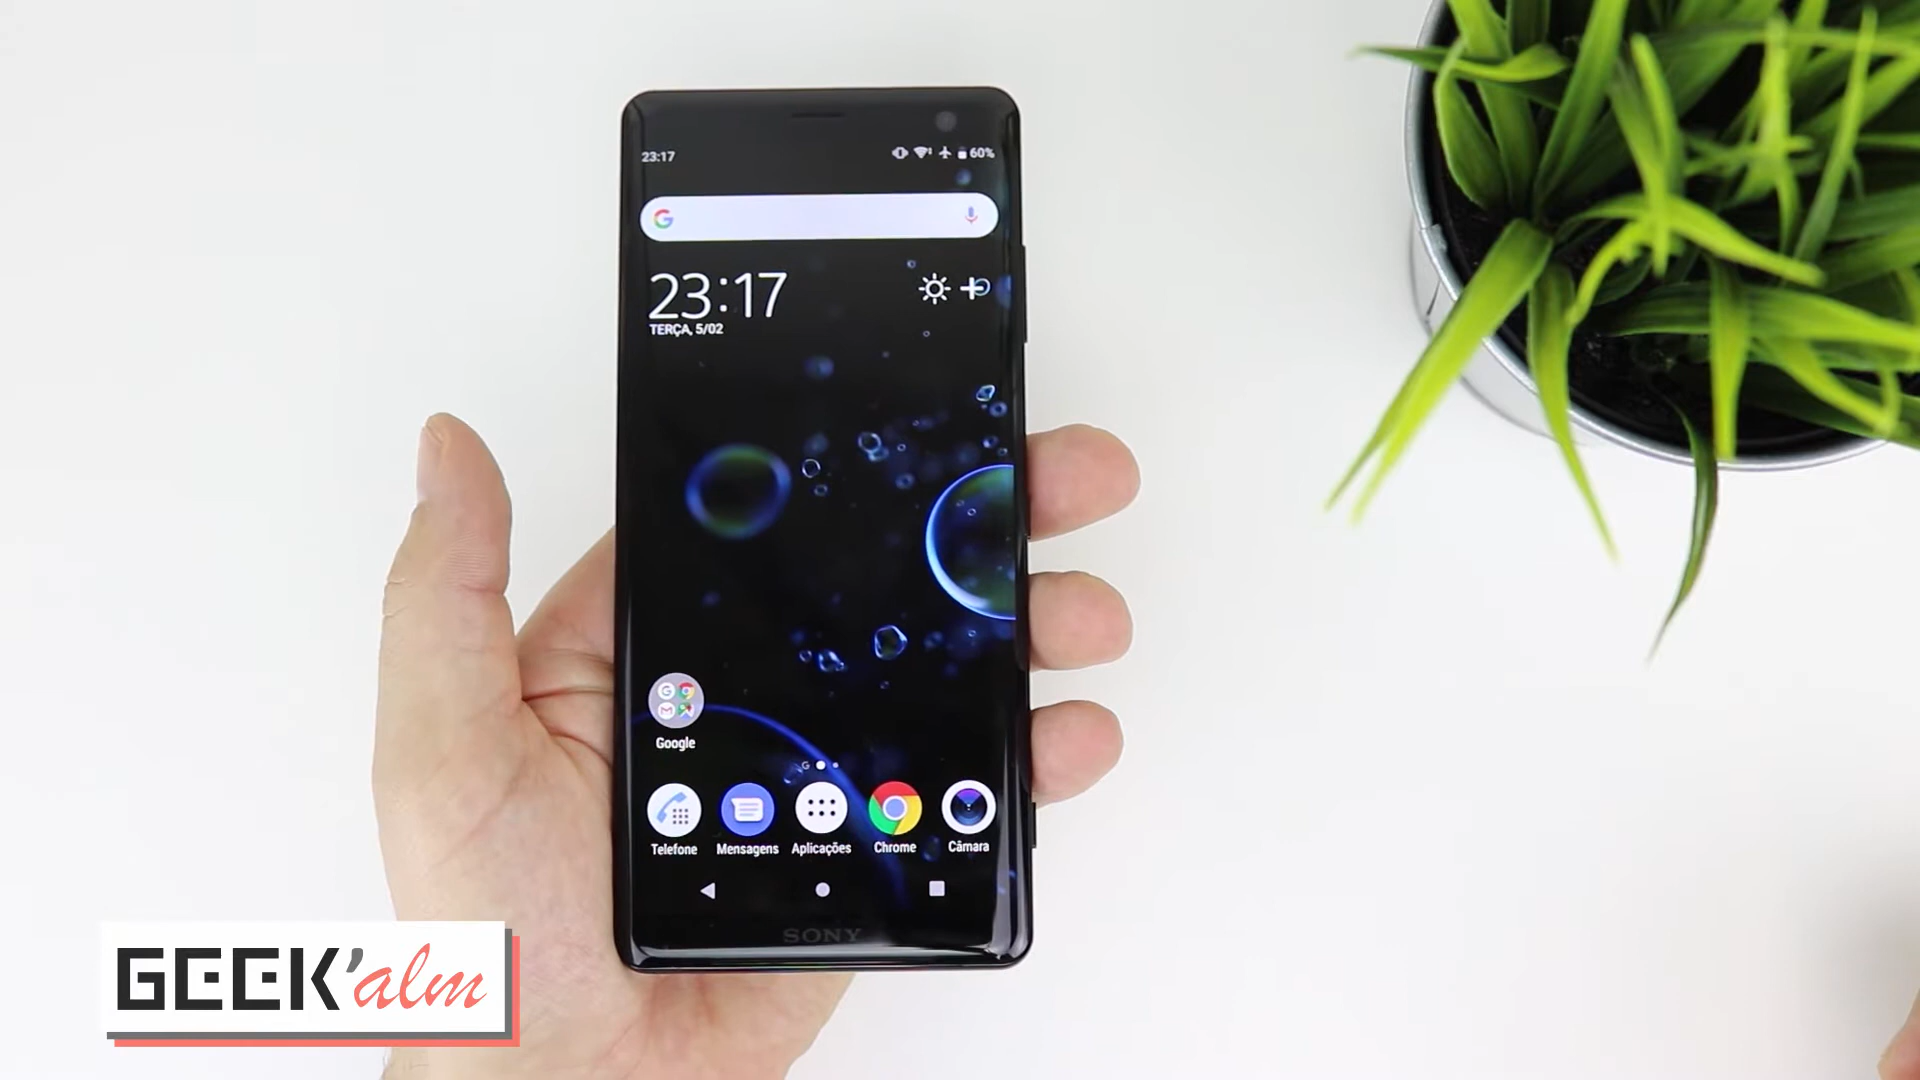 23:17
60%
23:17
TERÇA, 5/02
Google
G
Telefone
Mensagens
Aplicações
Chrome
Câmara
SONY
GEEK'alm